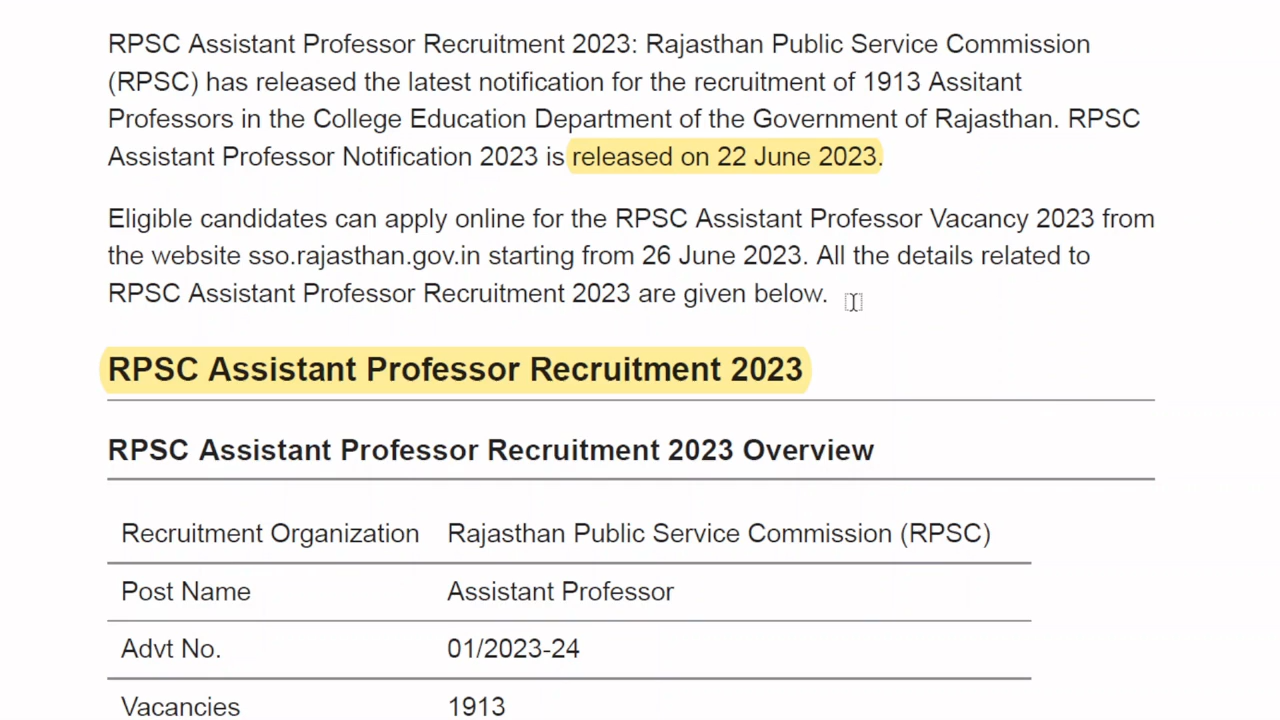 RPSC Assistant Professor Recruitment 2023: Rajasthan Public Service Commission
(RPSC) has released the latest notification for the recruitment of 1913 Assitant
Professors in the College Education Department of the Government of Rajasthan. RPSC
Assistant Professor Notification 2023 is released on 22 June 2023.
Eligible candidates can apply online for the RPSC Assistant Professor Vacancy 2023 from
the website sso.rajasthan.gov.in starting from 26 June 2023. All the details related to
RPSC Assistant Professor Recruitment 2023 are given below.
RPSC Assistant Professor Recruitment 2023
RPSC Assistant Professor Recruitment 2023 Overview
Recruitment Organization Rajasthan Public Service Commission (RPSC)
Post Name Assistant Professor
Advt No. 01/2023-24
Vacancies 1913